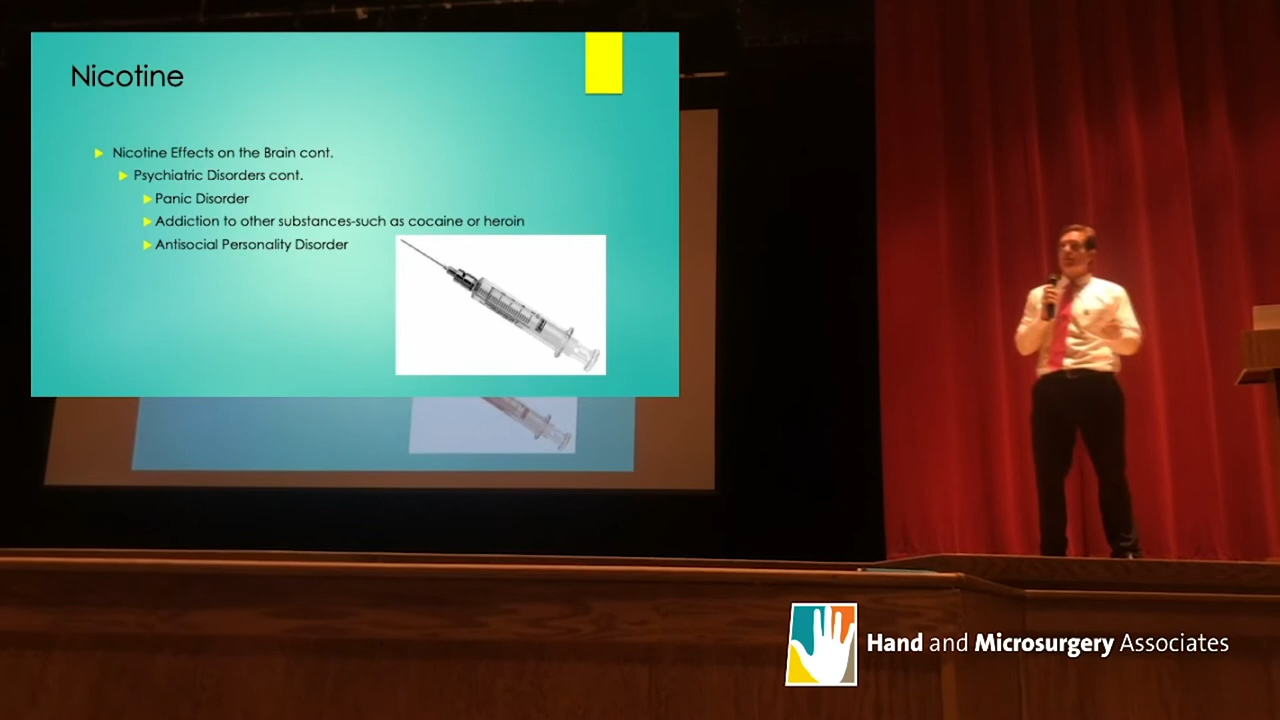 Nicotine
Nicotine Effects on the Brain cont.
Psychiatric Disorders cont.
Panic Disorder
Addiction to other substances-such as cocaine or heroin
Antisocial Personality Disorder
Hand and Microsurgery Associates